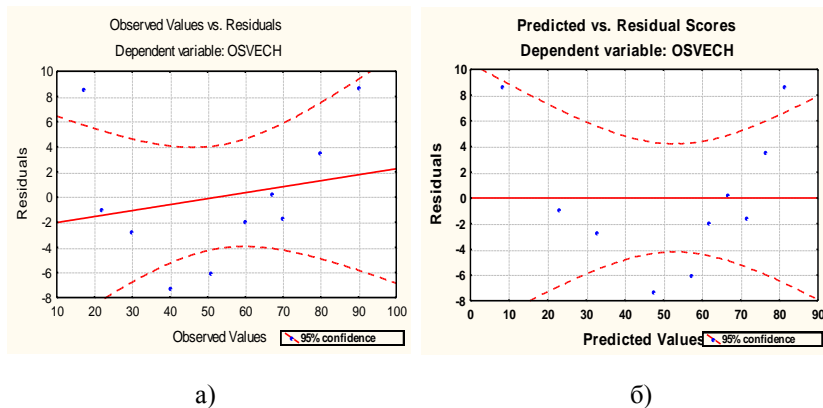 Observed Values vs. Residuals
Dependent variable: OSVECH
Residuals
10
8
6
4
2
0
-2
-4
-6
-8
10 20 30 40 50 60 70 80 90 100
Observed Values
95% confidence
a)
Predicted vs. Residual Scores
Dependent variable: OSVECH
Residuals
10
8
6
4
2
0
-2
-4
-6
-8
0 10 20 30 40 50 60 70 80 90
Predicted Values
95% confidence
б)